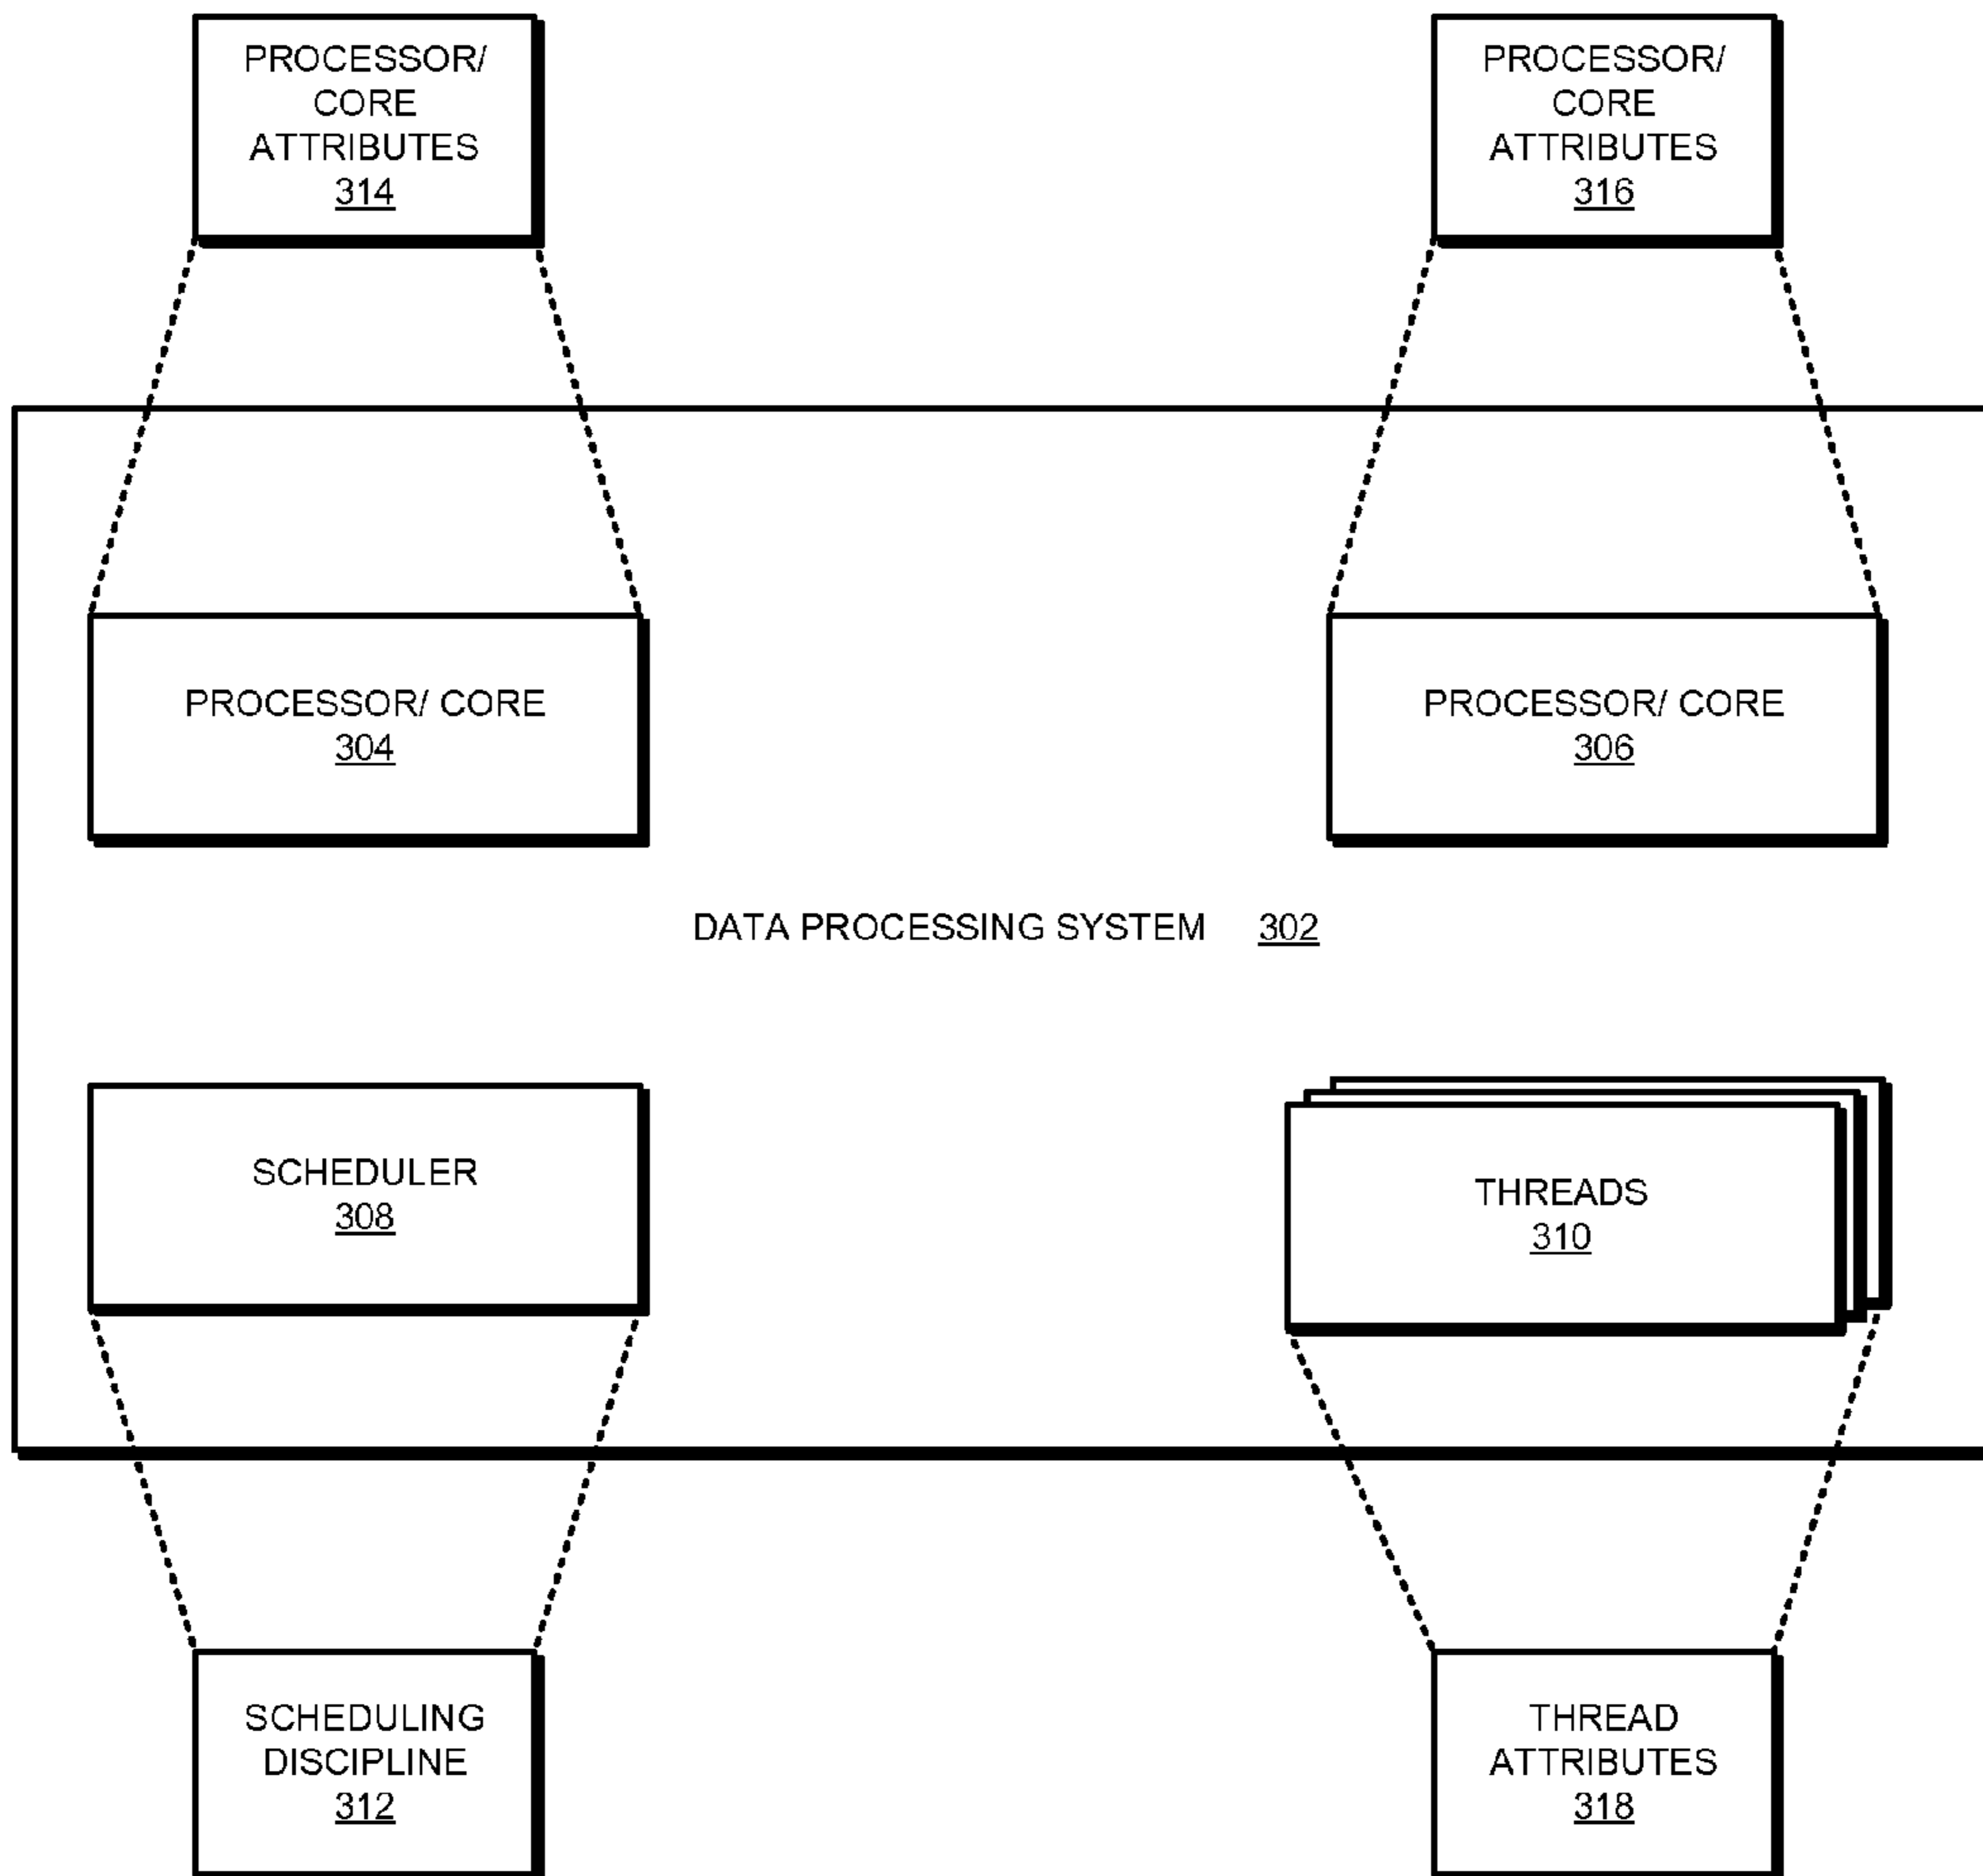 PROCESSOR/
CORE
ATTRIBUTES
314
PROCESSOR/
CORE
ATTRIBUTES
316
PROCESSOR/ CORE
304
PROCESSOR/ CORE
306
DATA PROCESSING SYSTEM 302
SCHEDULER
308
THREADS
310
SCHEDULING
DISCIPLINE
312
THREAD
ATTRIBUTES
318